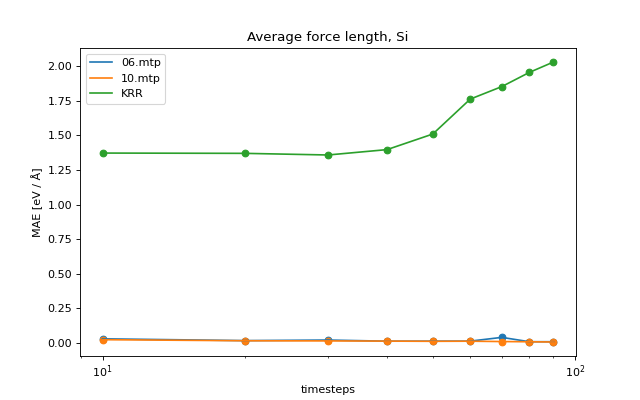 Average force length, Si
06.mtp
10.mtp
KRR
2.00
1.75
1.50
1.25
1.00
0.75
0.50
0.25
0.00
MAE [eV / Å]
10¹
10²
timesteps